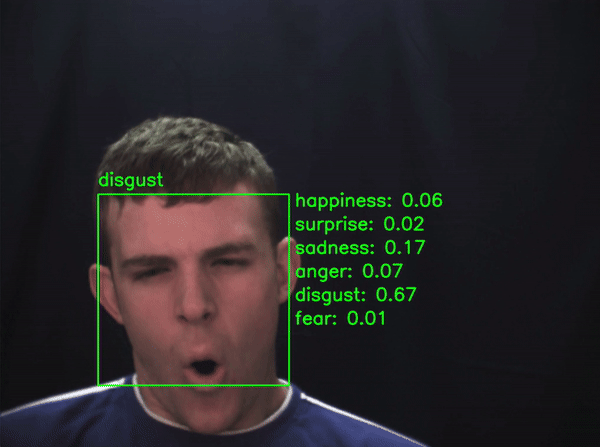 disgust
happiness: 0.06
surprise: 0.02
sadness: 0.17
anger: 0.07
disgust: 0.67
fear: 0.01